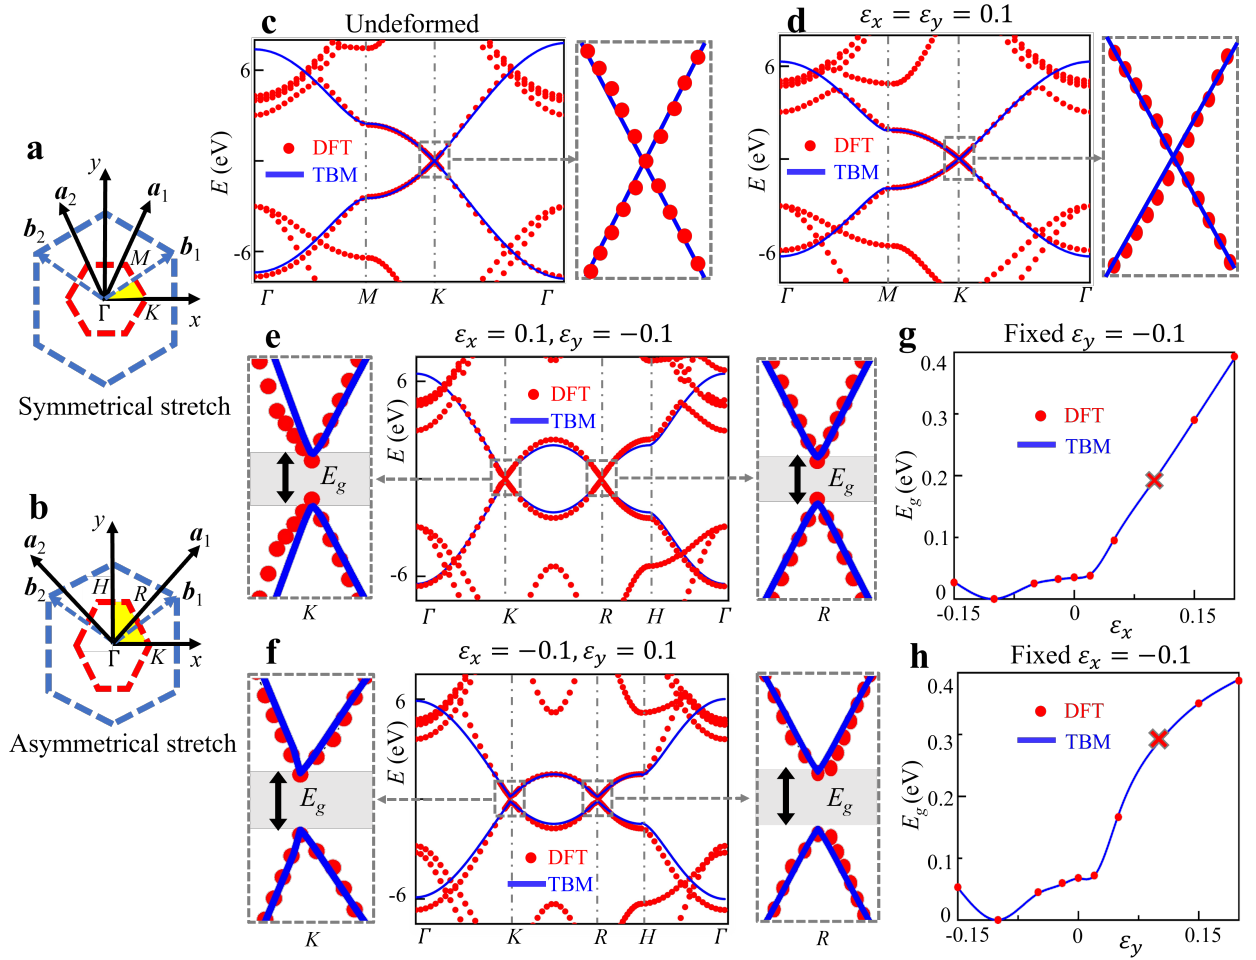 a
y
a2
a1
b2
b1
M
Γ
K
x
Symmetrical stretch
b
y
a2
a1
H
R
b2
b1
Γ
K
x
Asymmetrical stretch
c
Undeformed
E (eV)
6
-6
DFT
TBM
Γ M K Γ
d
εx = εy = 0.1
E (eV)
6
-6
DFT
TBM
Γ M K Γ
e
εx = 0.1, εy = −0.1
Eg
K
E (eV)
6
-6
DFT
TBM
Γ K R H Γ
Eg
R
f
εx = −0.1, εy = 0.1
Eg
K
E (eV)
6
-6
DFT
TBM
Γ K R H Γ
Eg
R
g
Fixed εy = −0.1
Eg (eV)
0.4
0.3
0.2
0.1
0
DFT
TBM
-0.15 0 0.15
εx
h
Fixed εx = −0.1
Eg (eV)
0.4
0.3
0.2
0.1
0
DFT
TBM
-0.15 0 0.15
εy